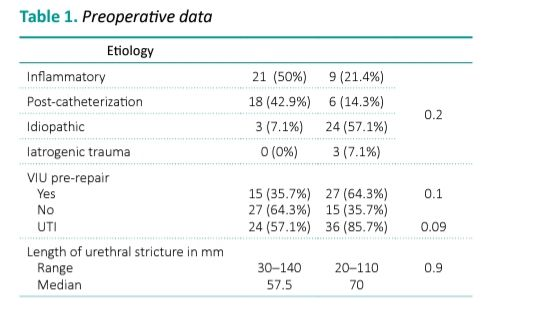 Table 1. Preoperative data
Etiology
Inflammatory 21 (50%) 9 (21.4%)
Post-catheterization 18 (42.9%) 6 (14.3%)
0.2
Idiopathic 3 (7.1%) 24 (57.1%)
Iatrogenic trauma 0 (0%) 3 (7.1%)
VIU pre-repair
Yes 15 (35.7%) 27 (64.3%) 0.1
No 27 (64.3%) 15 (35.7%)
UTI 24 (57.1%) 36 (85.7%) 0.09
Length of urethral stricture in mm
Range 30–140 20–110 0.9
Median 57.5 70